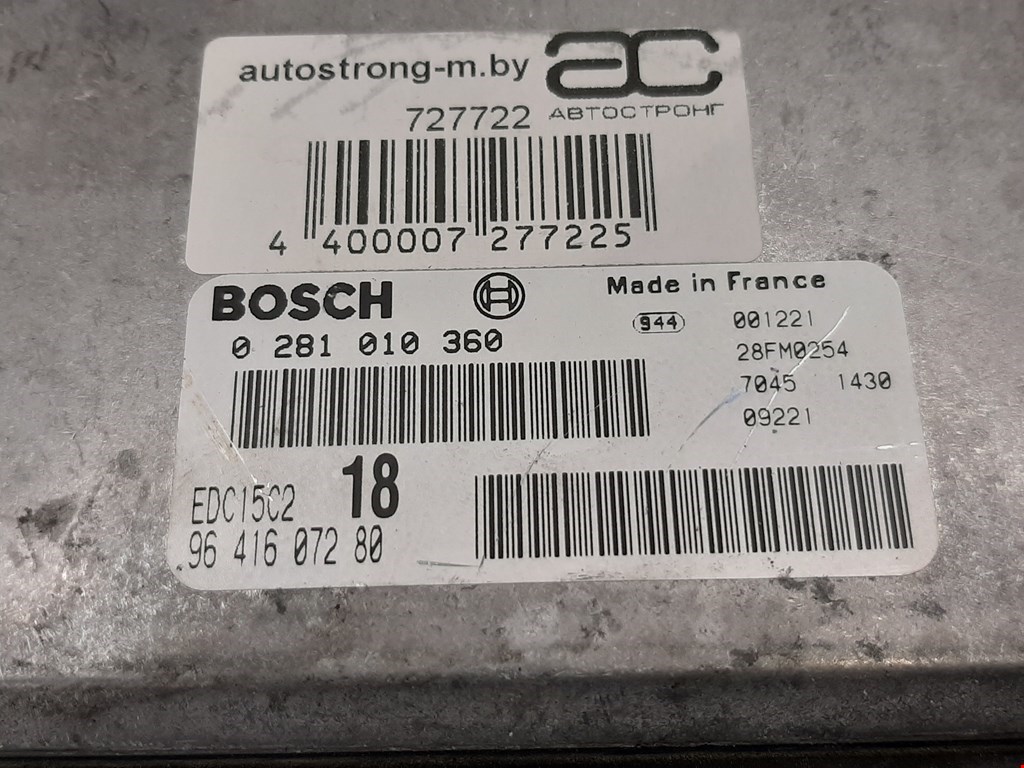 autostrong-m.by
ac
АВТОСТРОНГ
727722
4 400007 277225
BOSCH
Made in France
0 281 010 360
944
001221
28FM0254
7045 1430
09221
EDC15C2
18
96 416 072 80